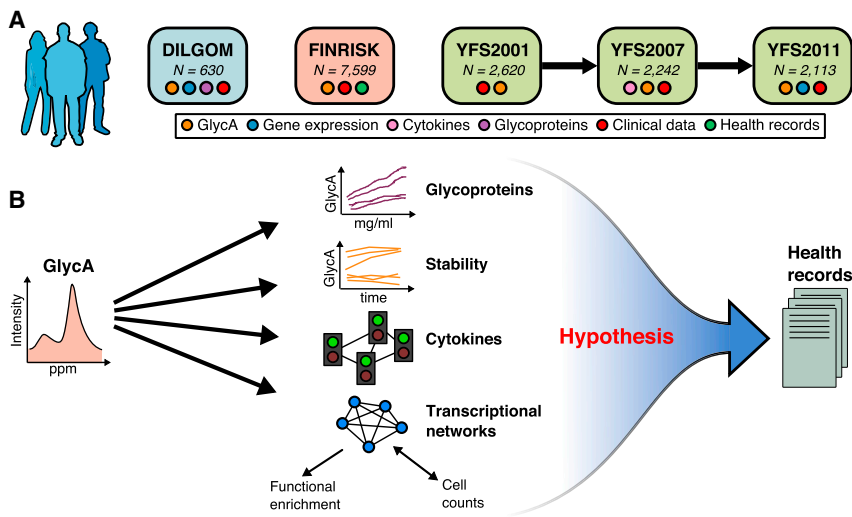 A
DILGOM
N = 630
FINRISK
N = 7,599
YFS2001
N = 2,620
YFS2007
N = 2,242
YFS2011
N = 2,113
GlycA
Gene expression
Cytokines
Glycoproteins
Clinical data
Health records
B
GlycA
Intensity
ppm
GlycA
mg/ml
Glycoproteins
GlycA
time
Stability
Cytokines
Transcriptional
networks
Functional
enrichment
Cell
counts
Hypothesis
Health
records